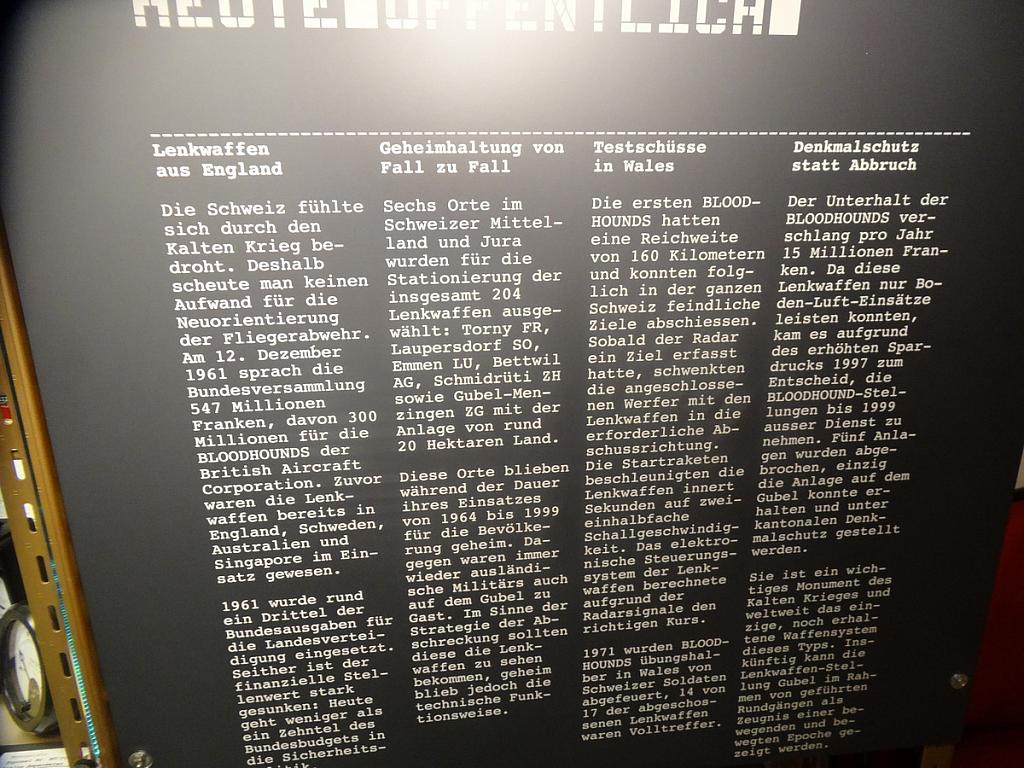 HEUTE ÖFFENTLICH
Lenkwaffen
aus England
Die Schweiz fühlte
sich durch den
Kalten Krieg be-
droht. Deshalb
scheute man keinen
Aufwand für die
Neuorientierung
der Fliegerabwehr.
Am 12. Dezember
1961 sprach die
Bundesversammlung
547 Millionen
Franken, davon 300
Millionen für die
BLOODHOUNDS der
British Aircraft
Corporation. Zuvor
waren die Lenk-
waffen bereits in
England, Schweden,
Australien und
Singapore im Ein-
satz gewesen.
1961 wurde rund
ein Drittel der
Bundesausgaben für
die Landesvertei-
digung eingesetzt.
Seither ist der
finanzielle Stel-
lenwert stark
gesunken: Heute
geht weniger als
ein Zehntel des
Bundesbudgets in
die Sicherheits-
Geheimhaltung von
Fall zu Fall
Sechs Orte im
Schweizer Mittel-
land und Jura
wurden für die
Stationierung der
insgesamt 204
Lenkwaffen ausge-
wählt: Torny FR,
Laupersdorf SO,
Emmen LU, Bettwil
AG, Schmidrüti ZH
sowie Gubel-Men-
zingen ZG mit der
Anlage von rund
20 Hektaren Land.
Diese Orte blieben
während der Dauer
ihres Einsatzes
von 1964 bis 1999
für die Bevölke-
rung geheim. Da-
gegen waren immer
wieder ausländi-
sche Militärs auch
auf dem Gubel zu
Gast. Im Sinne der
Strategie der Ab-
schreckung sollten
diese die Lenk-
waffen zu sehen
bekommen, geheim
blieb jedoch die
technische Funk-
tionsweise.
Testschüsse
in Wales
Die ersten BLOOD-
HOUNDS hatten
eine Reichweite
von 160 Kilometern
und konnten folg-
lich in der ganzen
Schweiz feindliche
Ziele abschiessen.
Sobald der Radar
ein Ziel erfasst
hatte, schwenkten
die angeschlosse-
nen Werfer mit den
Lenkwaffen in die
erforderliche Ab-
schussrichtung.
Die Startraketen
beschleunigten die
Lenkwaffen innert
Sekunden auf zwei-
einhalbfache
Schallgeschwindig-
keit. Das elektro-
nische Steuerungs-
system der Lenk-
waffen berechnete
aufgrund der
Radarsignale den
richtigen Kurs.
1971 wurden BLOOD-
HOUNDS übungshal-
ber in Wales von
Schweizer Soldaten
abgefeuert, 14 von
17 der abgeschos-
senen Lenkwaffen
waren Volltreffer.
Denkmalschutz
statt Abbruch
Der Unterhalt der
BLOODHOUNDS ver-
schlang pro Jahr
15 Millionen Fran-
ken. Da diese
Lenkwaffen nur Bo-
den-Luft-Einsätze
leisten konnten,
kam es aufgrund
des erhöhten Spar-
drucks 1997 zum
Entscheid, die
BLOODHOUND-Stel-
lungen bis 1999
ausser Dienst zu
nehmen. Fünf Anla-
gen wurden abge-
brochen, einzig
die Anlage auf dem
Gubel konnte er-
halten und unter
kantonalen Denk-
malschutz gestellt
werden.
Sie ist ein wich-
tiges Monument des
Kalten Krieges und
weltweit das ein-
zige, noch erhal-
tene Waffensystem
dieses Typs. Ins-
künftig kann die
Lenkwaffen-Stel-
lung Gubel im Rah-
men von geführten
Rundgängen als
Zeugnis einer be-
wegenden und be-
wegten Epoche ge-
zeigt werden.